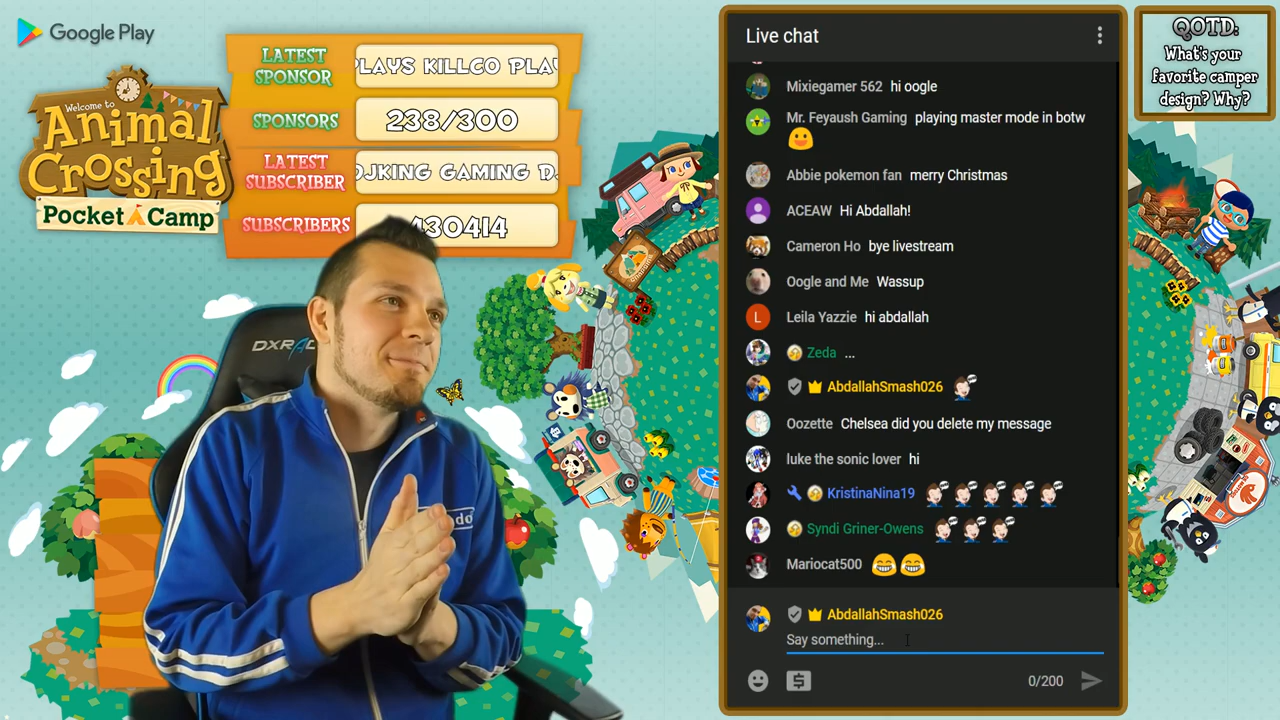 Google Play
Welcome to
Animal
Crossing
Pocket Camp
LATEST
SPONSOR
PLAYS KILLGO PLAY
SPONSORS
238/300
LATEST
SUBSCRIBER
DJKING GAMING D
SUBSCRIBERS
430414
DXRAC
Live chat
Mixiegamer 562 hi oogle
Mr. Feyaush Gaming playing master mode in botw
Abbie pokemon fan merry Christmas
ACEAW Hi Abdallah!
Cameron Ho bye livestream
Oogle and Me Wassup
L
Leila Yazzie hi abdallah
Zeda ...
AbdallahSmash026
Oozette Chelsea did you delete my message
luke the sonic lover hi
KristinaNina19
Syndi Griner-Owens
Mariocat500
AbdallahSmash026
Say something...
0/200
QOTD:
What's your
favorite camper
design? Why?